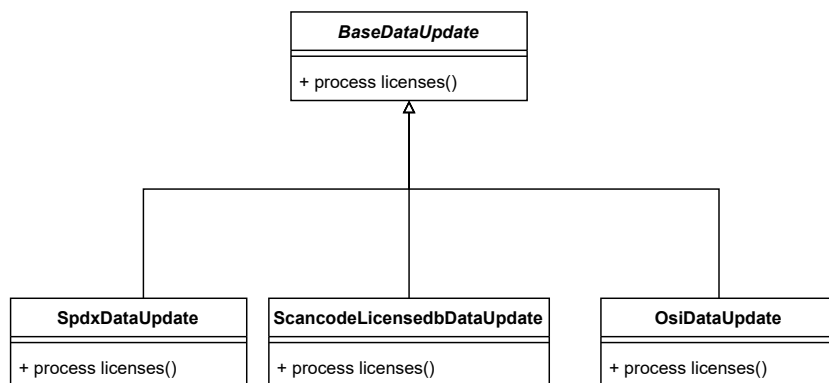 BaseDataUpdate
+ process licenses()
SpdxDataUpdate
ScancodeLicensedbDataUpdate
OsiDataUpdate
+ process licenses()
+ process licenses()
+ process licenses()